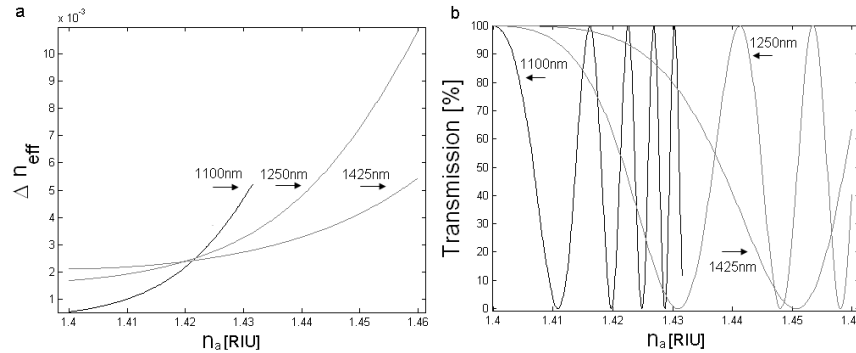 a
x 10⁻³
10
9
8
7
6
5
4
3
2
1
Δ n_eff
1100nm
1250nm
1425nm
1.4
1.41
1.42
1.43
1.44
1.45
1.46
n_a [RIU]
b
100
90
80
70
60
50
40
30
20
10
0
Transmission [%]
1100nm
1250nm
1425nm
1.4
1.41
1.42
1.43
1.44
1.45
1.46
n_a [RIU]